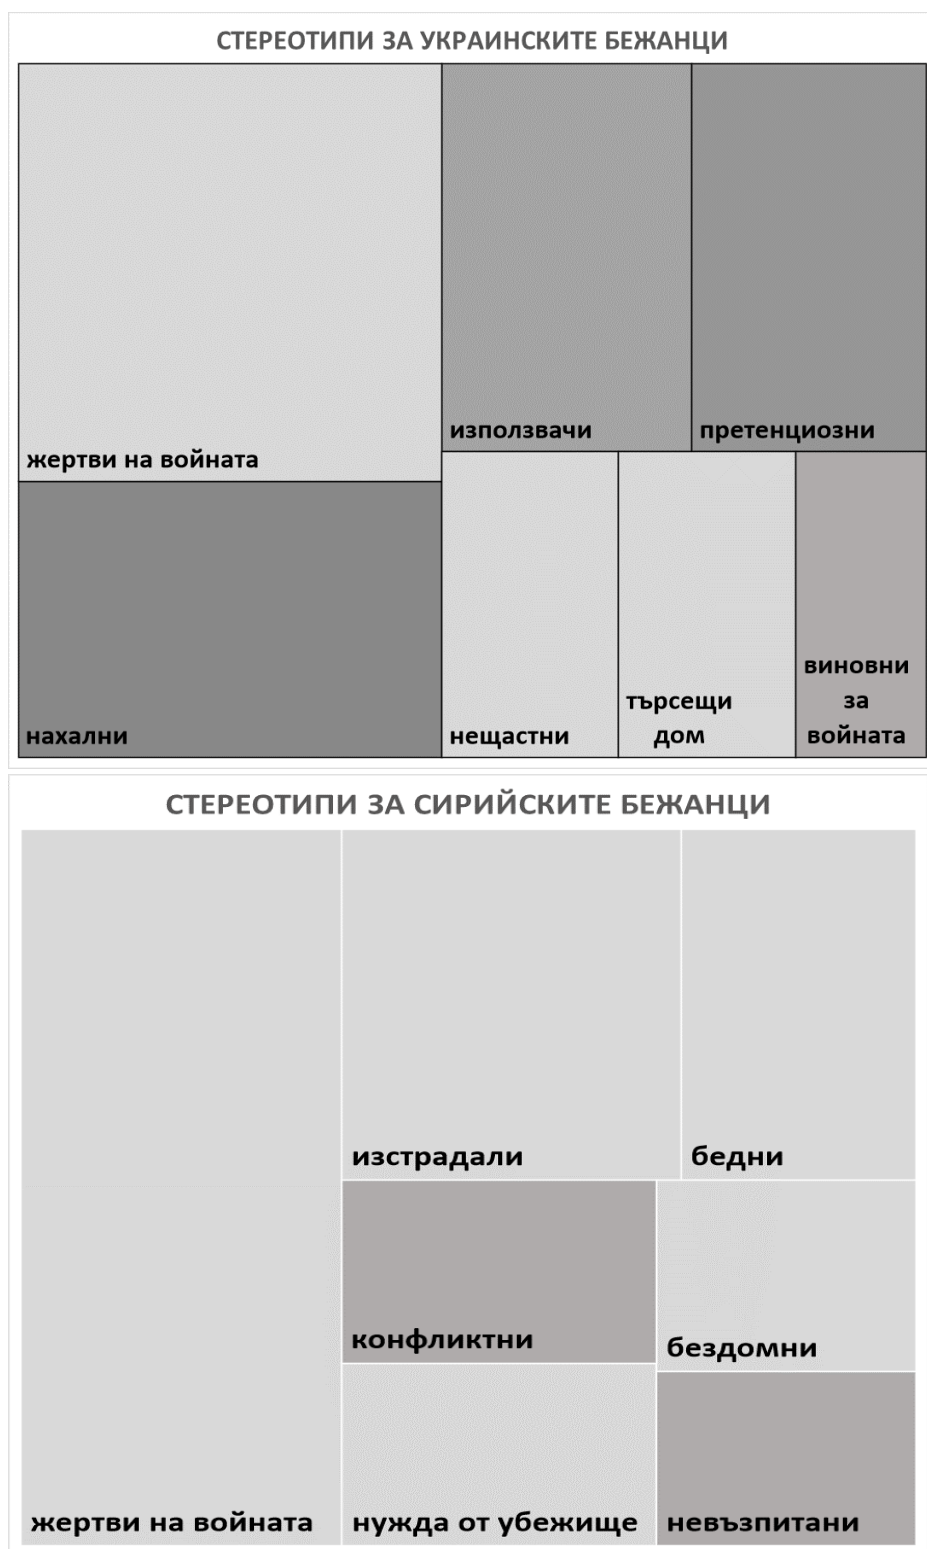 СТЕРЕОТИПИ ЗА УКРАИНСКИТЕ БЕЖАНЦИ
жертви на войната
използвачи
претенциозни
нахални
нещастни
търсещи
дом
виновни
за
войната
СТЕРЕОТИПИ ЗА СИРИЙСКИТЕ БЕЖАНЦИ
жертви на войната
изстрадали
бедни
конфликтни
бездомни
нужда от убежище
невъзпитани